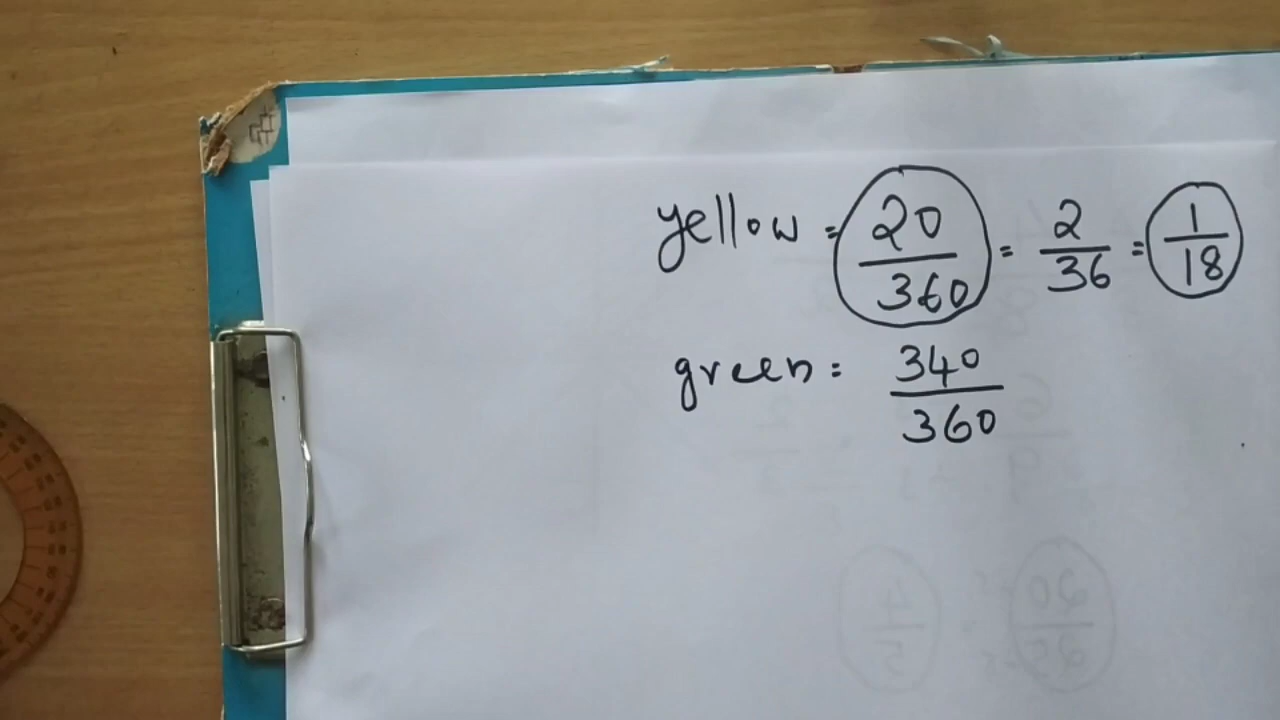 yellow = 20/360 = 2/36 = 1/18
green = 340/360